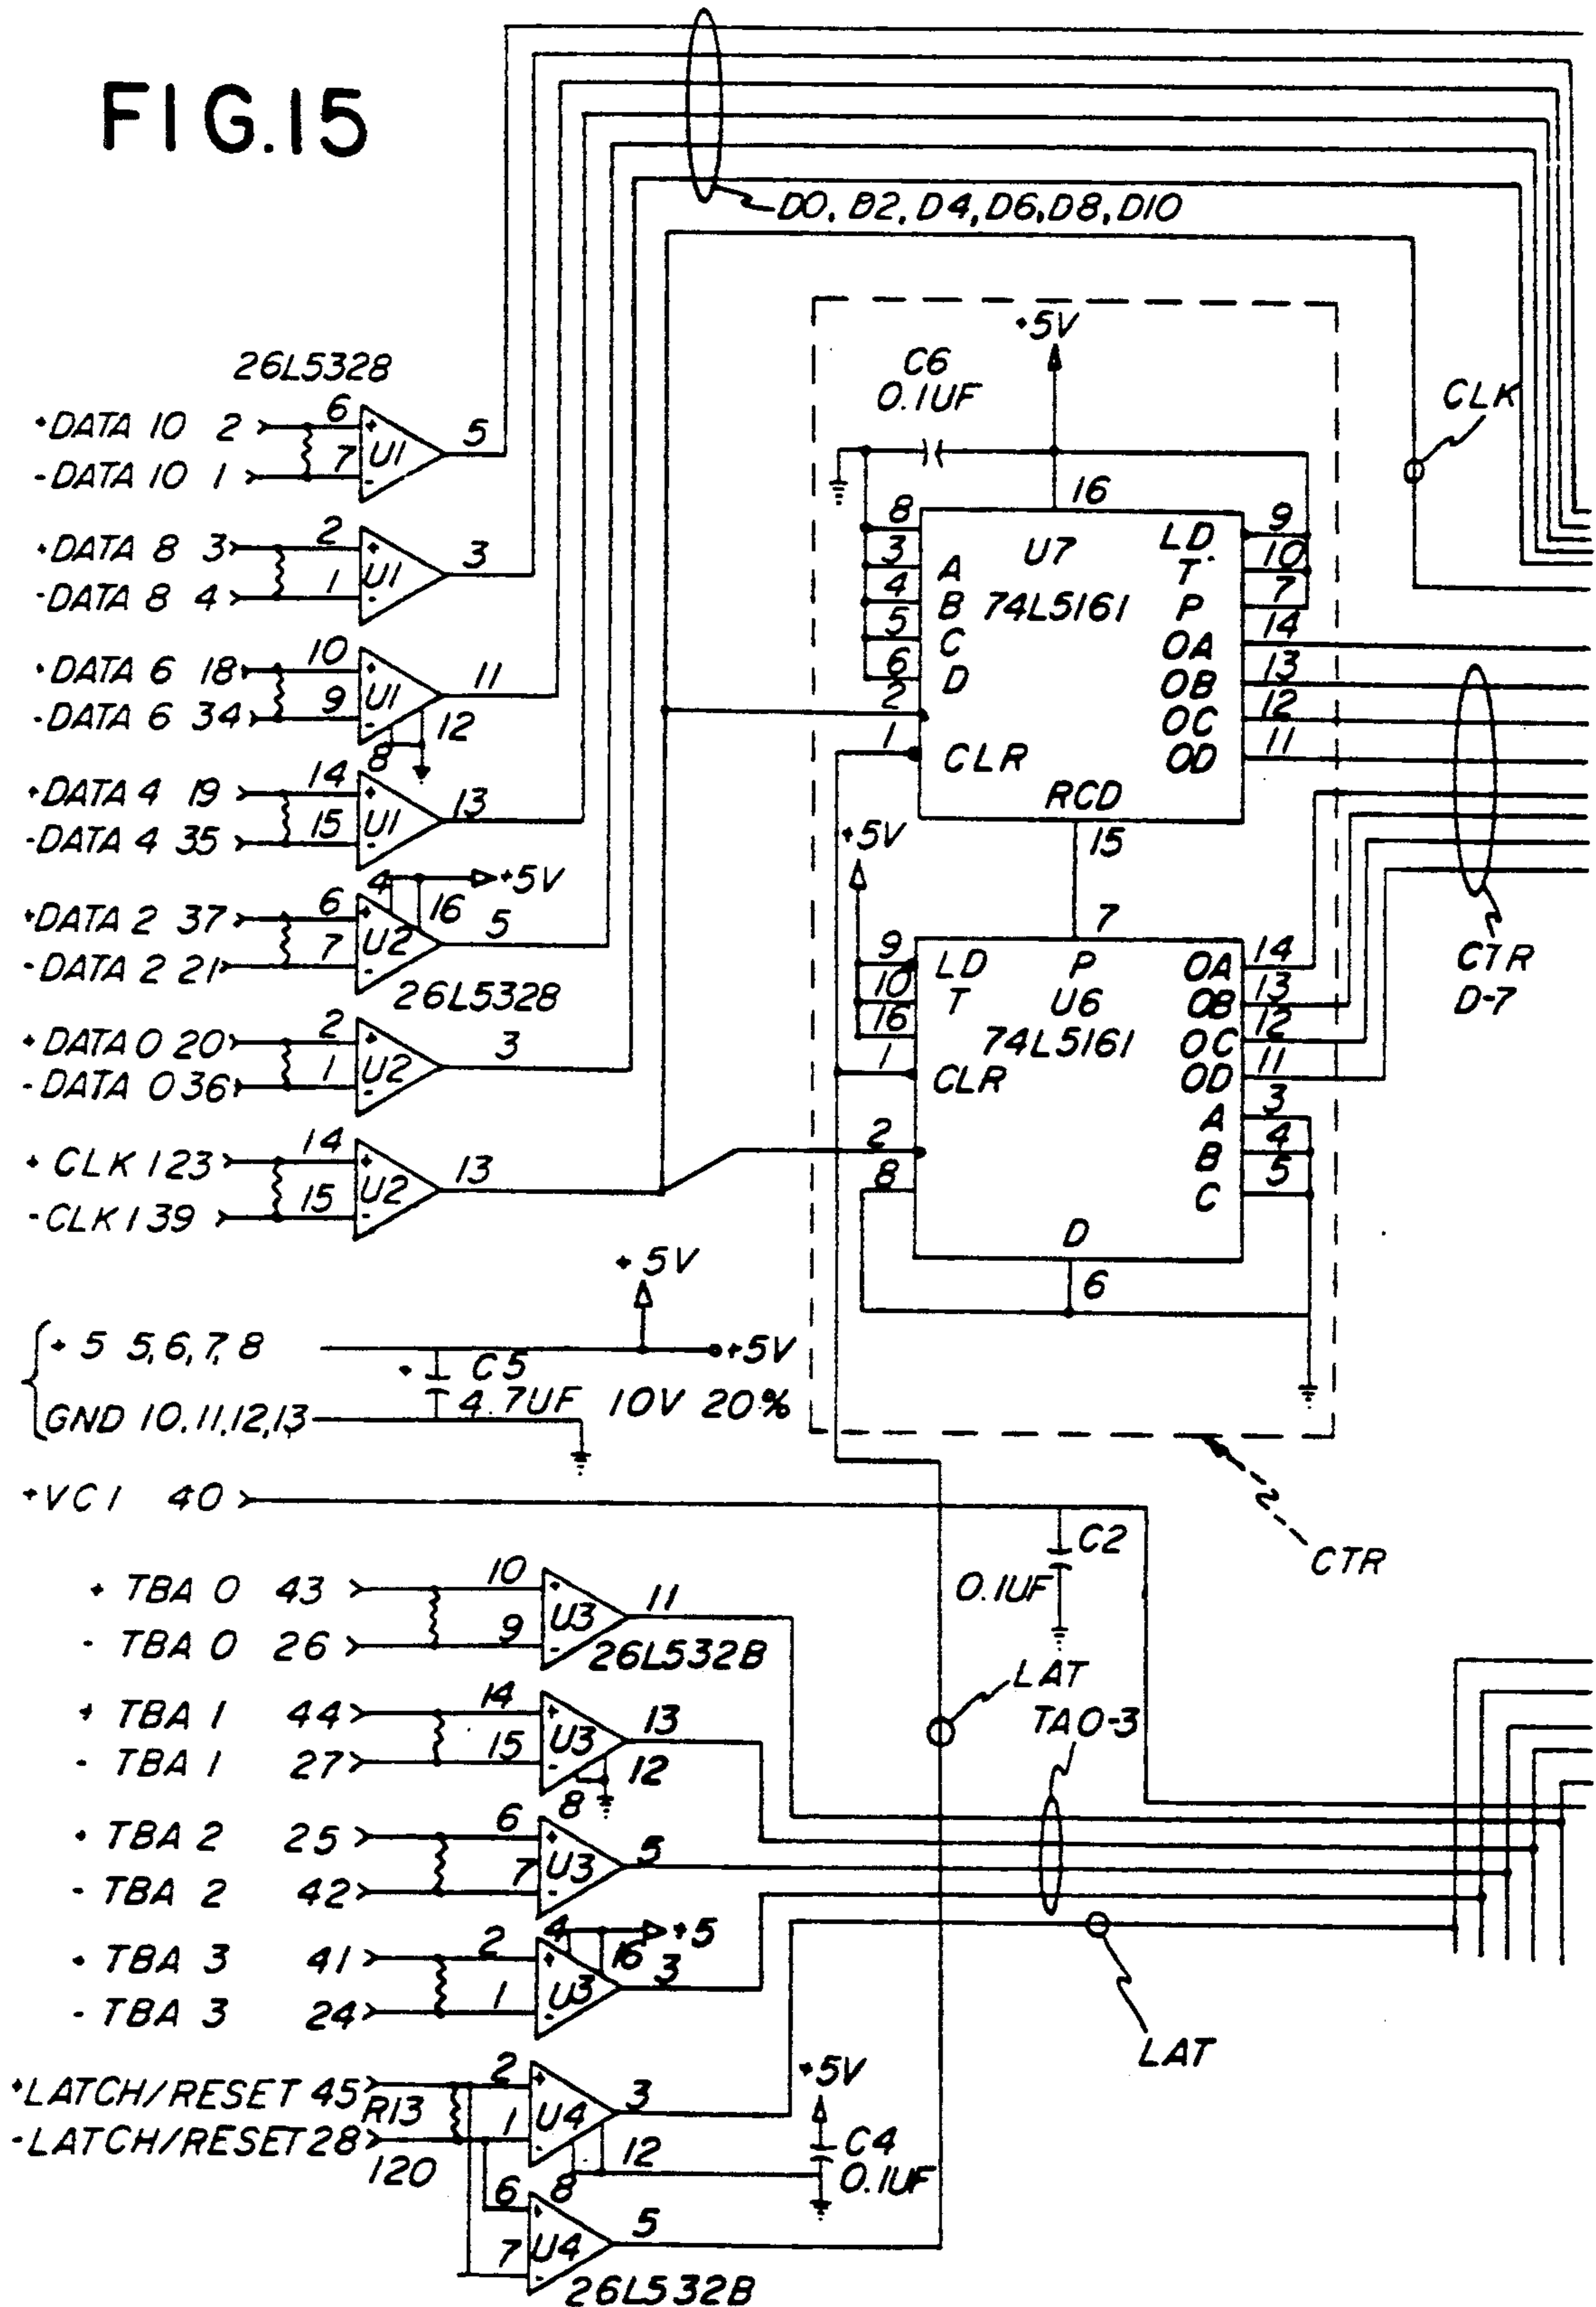 FIG.15
D0, D2, D4, D6, D8, D10
26L5328
+DATA 10 2
6
5
-DATA 10 1
7
U1
+DATA 8 3
2
3
-DATA 8 4
1
U1
+DATA 6 18
10
11
-DATA 6 34
9
U1
12
8
+DATA 4 19
14
13
-DATA 4 35
15
U1
4
+5V
16
+DATA 2 37
6
5
-DATA 2 21
7
U2
26L5328
+DATA 0 20
2
3
-DATA 0 36
1
U2
+ CLK 1 23
14
13
-CLK 1 39
15
U2
+5V
C6
0.1UF
CLK
16
8
3
4
5
6
2
1
A
B
C
D
CLR
U7
74L5161
RCD
LD
T
P
OA
OB
OC
OD
9
10
7
14
13
12
11
15
+5V
7
9
10
16
1
2
8
LD
T
CLR
P
U6
74L5161
D
OA
OB
OC
OD
A
B
C
14
13
12
11
3
4
5
6
CTR
D-7
+5V
+ 5 5,6,7,8
+5V
C5
4.7UF 10V 20%
GND 10,11,12,13
+VC1 40
C2
0.1UF
CTR
+ TBA 0 43
10
11
- TBA 0 26
9
U3
26L532B
LAT
TA0-3
+ TBA 1 44
14
13
- TBA 1 27
15
U3
12
8
+ TBA 2 25
6
5
- TBA 2 42
7
U3
4
+5
16
+ TBA 3 41
2
3
- TBA 3 24
1
U3
LAT
+LATCH/RESET 45
2
3
R13
-LATCH/RESET 28
1
U4
12
120
8
+5V
C4
0.1UF
6
5
7
U4
26L532B